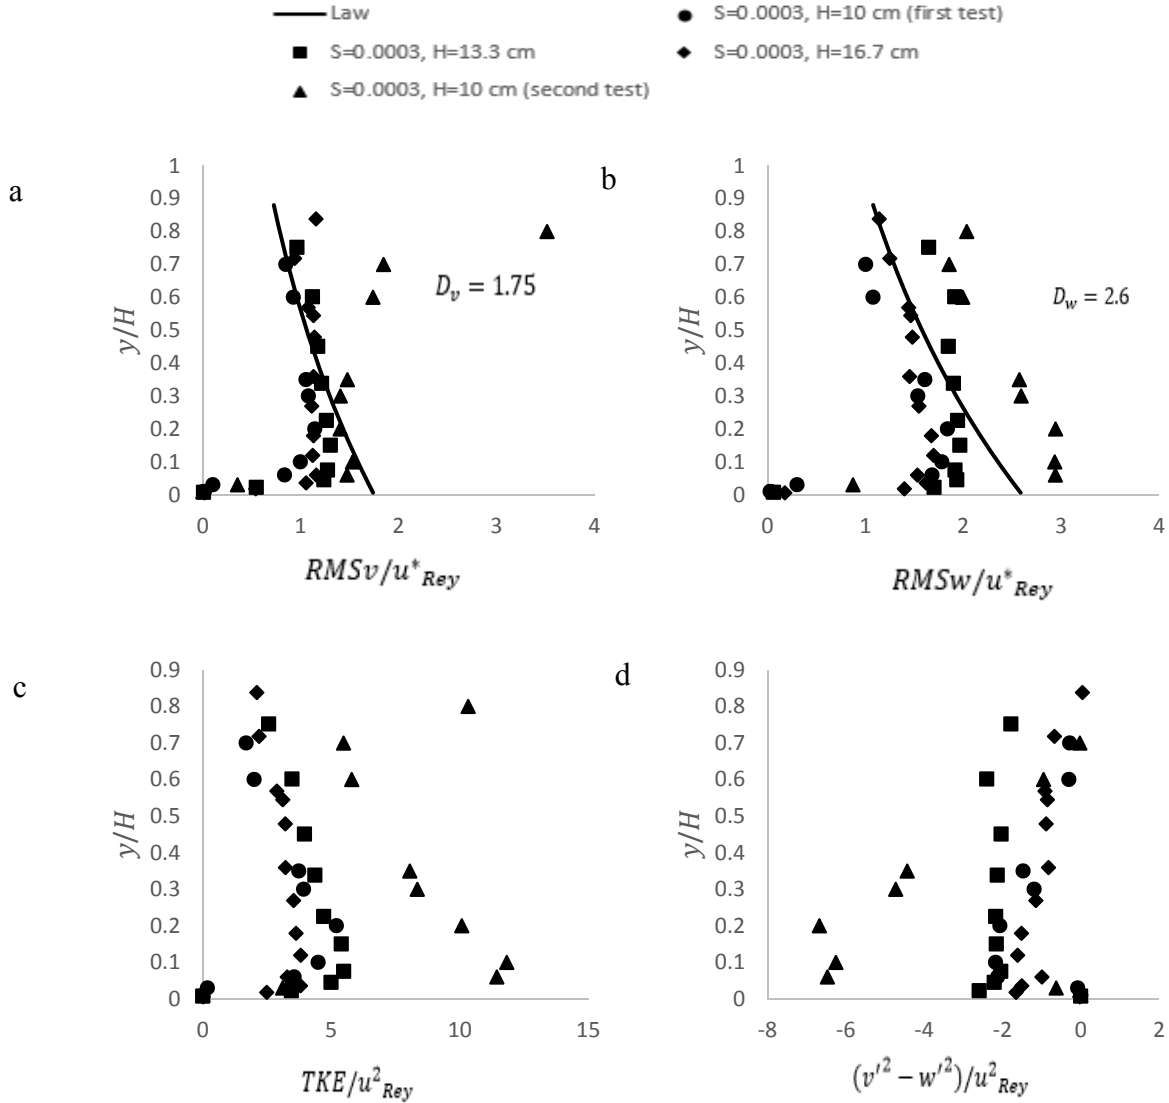 Law
S=0.0003, H=10 cm (first test)
S=0.0003, H=13.3 cm
S=0.0003, H=16.7 cm
S=0.0003, H=10 cm (second test)
a
1
0.9
0.8
0.7
0.6
0.5
0.4
0.3
0.2
0.1
0
y/H
D_v = 1.75
0 1 2 3 4
RMSv/u*_Rey
b
1
0.9
0.8
0.7
0.6
0.5
0.4
0.3
0.2
0.1
0
y/H
D_w = 2.6
0 1 2 3 4
RMSw/u*_Rey
c
0.9
0.8
0.7
0.6
0.5
0.4
0.3
0.2
0.1
0
y/H
0 5 10 15
TKE/u²_Rey
d
0.9
0.8
0.7
0.6
0.5
0.4
0.3
0.2
0.1
0
y/H
-8 -6 -4 -2 0 2
(v′² − w′²)/u²_Rey